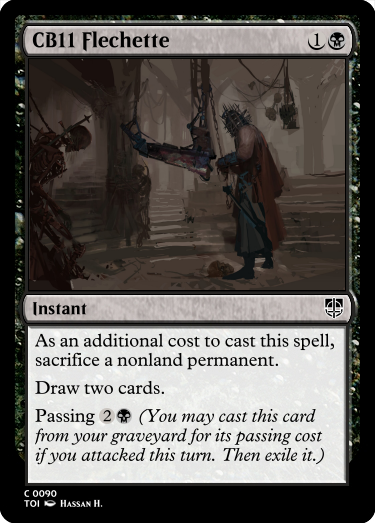 CB11 Flechette
1
Instant
As an additional cost to cast this spell,
sacrifice a nonland permanent.
Draw two cards.
Passing 2 (You may cast this card
from your graveyard for its passing cost
if you attacked this turn. Then exile it.)
C 0090
TOI Hassan H.